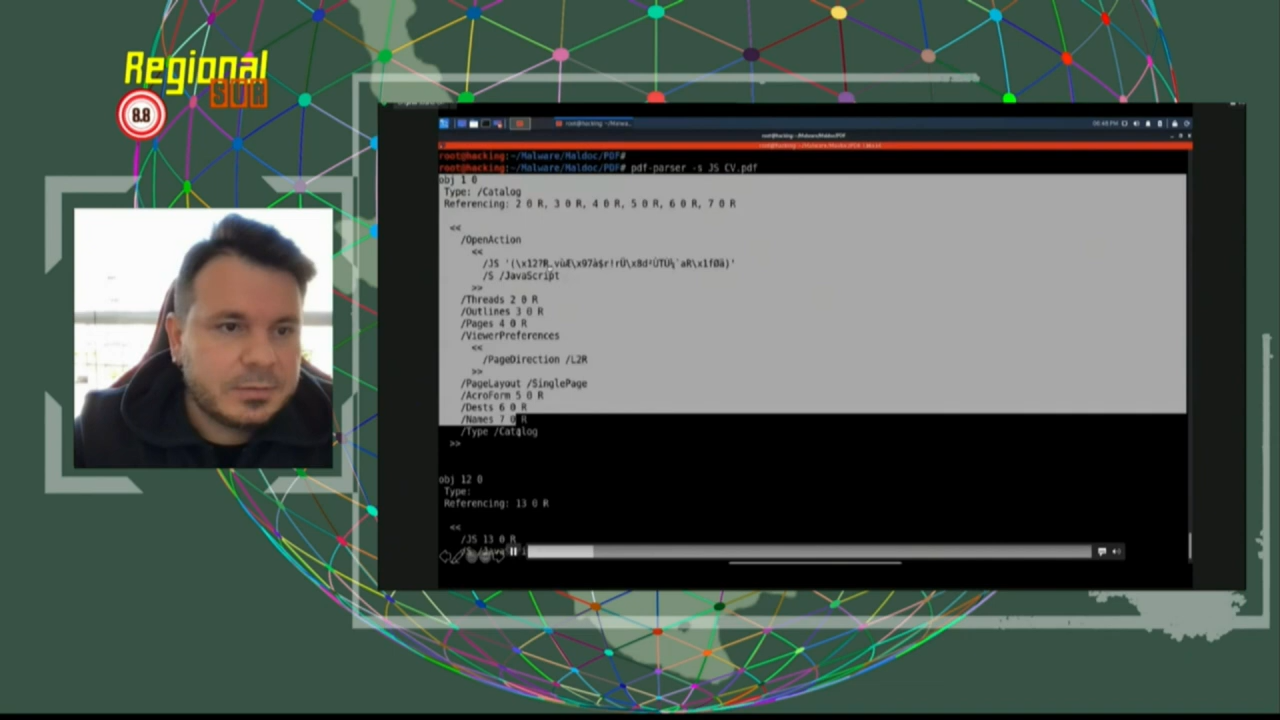 Regional
SUR
8.8
root@hacking:~/Malware/Maldoc/PDF#
root@hacking:~/Malware/Maldoc/PDF# pdf-parser -s JS CV.pdf
obj 1 0
Type: /Catalog
Referencing: 2 0 R, 3 0 R, 4 0 R, 5 0 R, 6 0 R, 7 0 R
<<
/OpenAction
<<
/S /JavaScript
>>
/Threads 2 0 R
/Outlines 3 0 R
/Pages 4 0 R
/ViewerPreferences
<<
/PageDirection /L2R
>>
/PageLayout /SinglePage
/AcroForm 5 0 R
/Dests 6 0 R
/Names 7 0 R
/Type /Catalog
>>
obj 12 0
Type:
Referencing: 13 0 R
<<
/JS 13 0 R